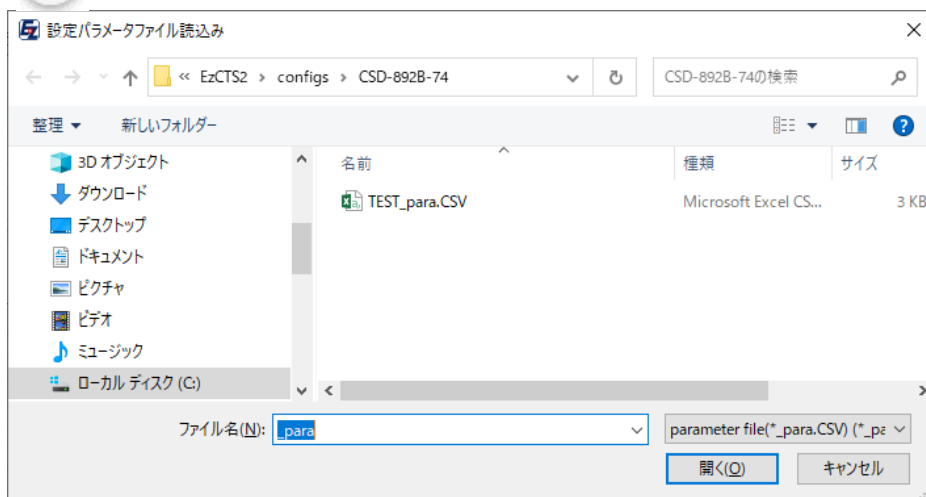 設定パラメータファイル読込み
« EzCTS2 › configs › CSD-892B-74
CSD-892B-74の検索
整理
新しいフォルダー
名前
種類
サイズ
3D オブジェクト
ダウンロード
TEST_para.CSV
Microsoft Excel CS...
3 KB
デスクトップ
ドキュメント
ピクチャ
ビデオ
ミュージック
ローカル ディスク (C:)
ファイル名(N):
_para
parameter file(*_para.CSV) (*_pa
開く(O)
キャンセル